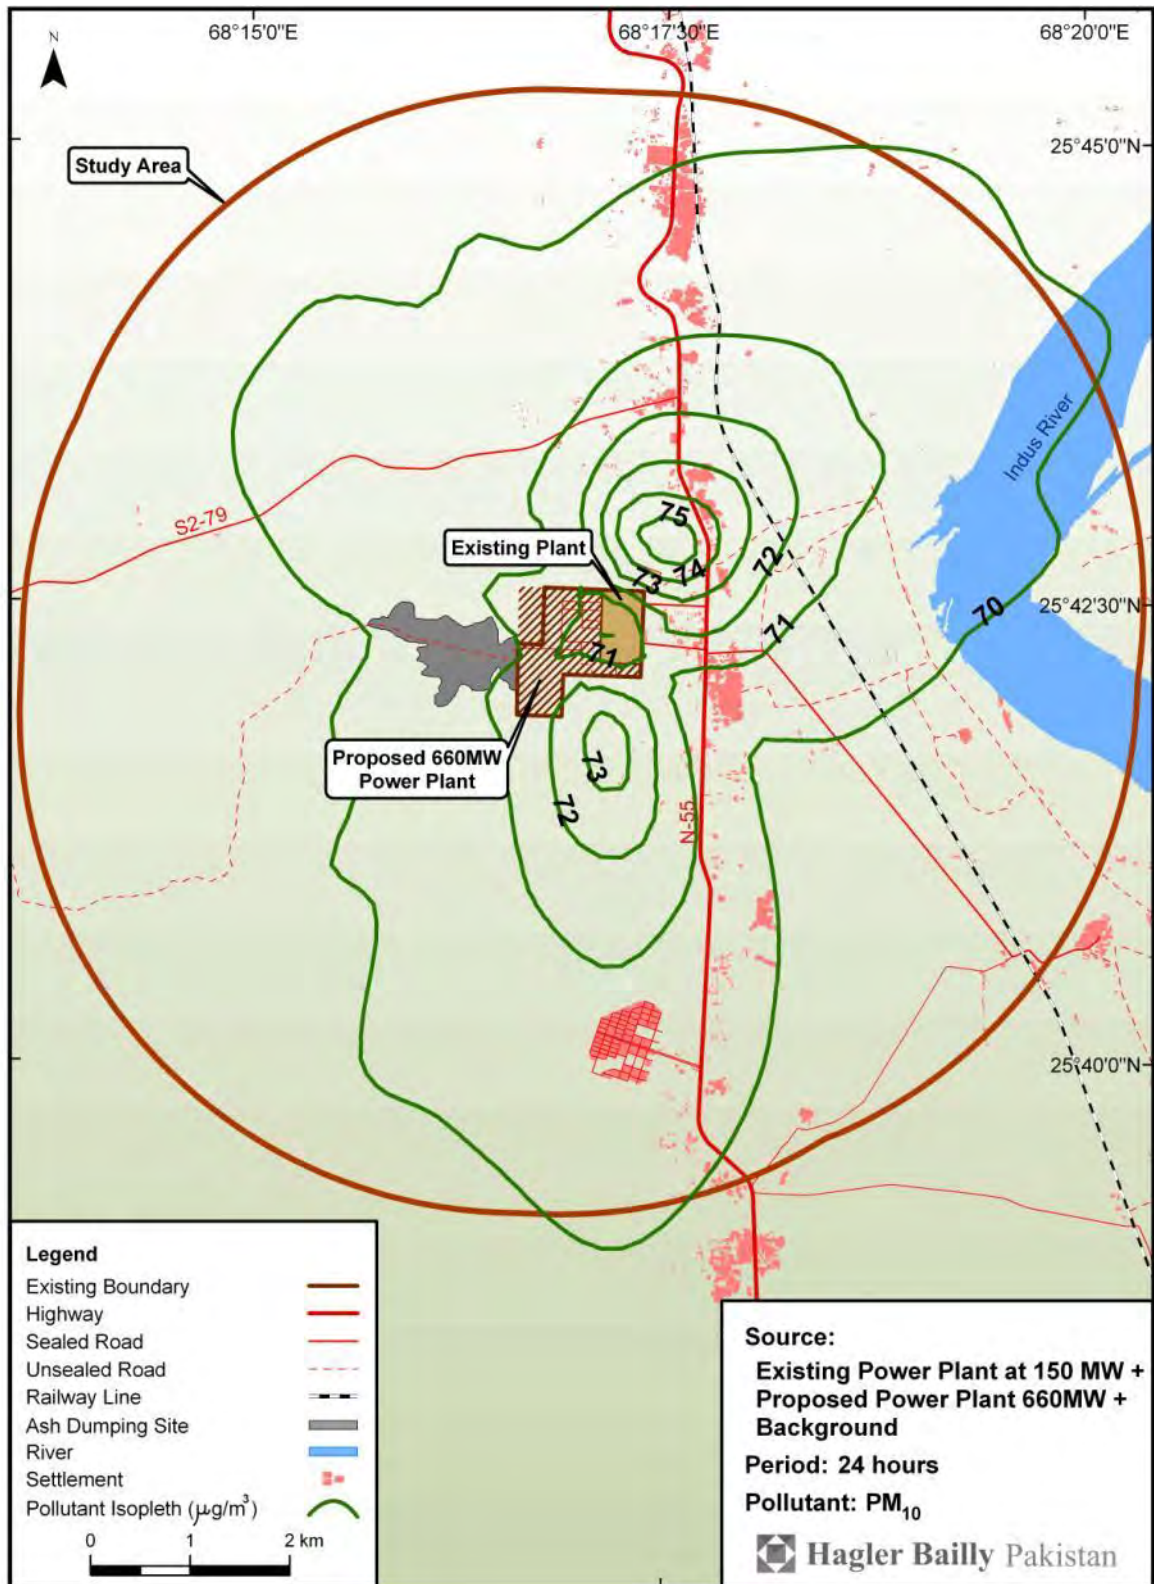 68°15'0"E
68°17'30"E
68°20'0"E
N
25°45'0"N
Study Area
Indus River
S2-79
75
Existing Plant
73
74
72
71
70
25°42'30"N
71
Proposed 660MW
Power Plant
73
72
N-55
25°40'0"N
Legend
Existing Boundary
Highway
Sealed Road
Unsealed Road
Railway Line
Ash Dumping Site
River
Settlement
Pollutant Isopleth (μg/m³)
0 1 2 km
Source:
Existing Power Plant at 150 MW +
Proposed Power Plant 660MW +
Background
Period: 24 hours
Pollutant: PM₁₀
Hagler Bailly Pakistan